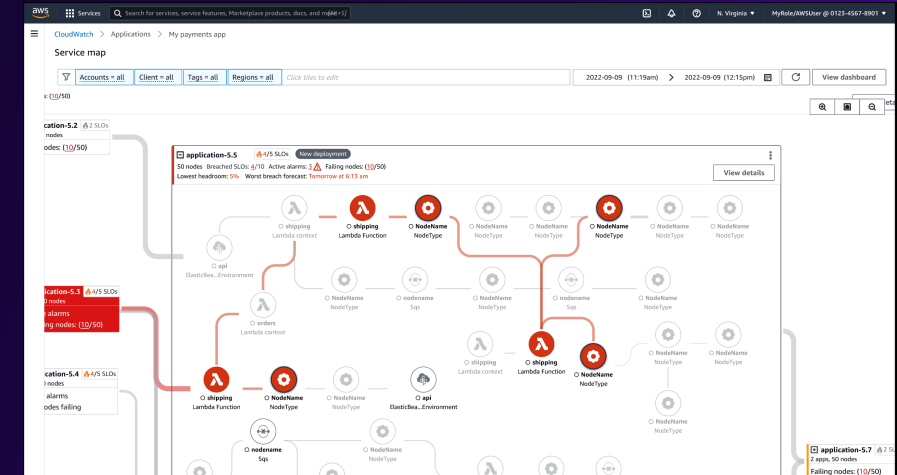 aws
Services
Search for services, service features, Marketplace products, docs, and
N. Virginia
MyRole/AWSUser @ 0123-4567-8901
CloudWatch > Applications > My payments app
Service map
Accounts = all
Client = all
Tags = all
Regions = all
Click tiles to edit
2022-09-09 (11:19am) > 2022-09-09 (12:15pm)
View dashboard
s: (10/50)
cation-5.2 2 SLOs
nodes
odes: (10/50)
application-5.5 4/5 SLOs New deployment
50 nodes Breached SLOs: 4/10 Active alarms: 3 Failing nodes: (10/50)
Lowest headroom: 5% Worst breach forecast: Tomorrow at 6:13 am
View details
shipping
Lambda context
shipping
Lambda Function
NodeName
NodeType
NodeName
NodeType
NodeName
NodeType
NodeName
NodeType
NodeName
NodeType
NodeName
NodeType
api
ElasticBea...Environment
NodeName
NodeType
nodename
Sqs
NodeName
NodeType
nodename
Sqs
NodeName
NodeType
ication-5.3 4/5 SLOs
0 nodes
alarms
ing nodes: (10/50)
orders
Lambda context
shipping
Lambda context
shipping
Lambda Function
NodeName
NodeType
NodeName
NodeType
NodeName
NodeType
cation-5.4 4/5 SLOs
nodes
alarms
odes failing
shipping
Lambda Function
NodeName
NodeType
NodeName
NodeType
api
ElasticBea...Environment
NodeName
NodeType
nodename
Sqs
NodeName
NodeType
application-5.7 2 SL
2 apps, 50 nodes
Failing nodes: (10/50)